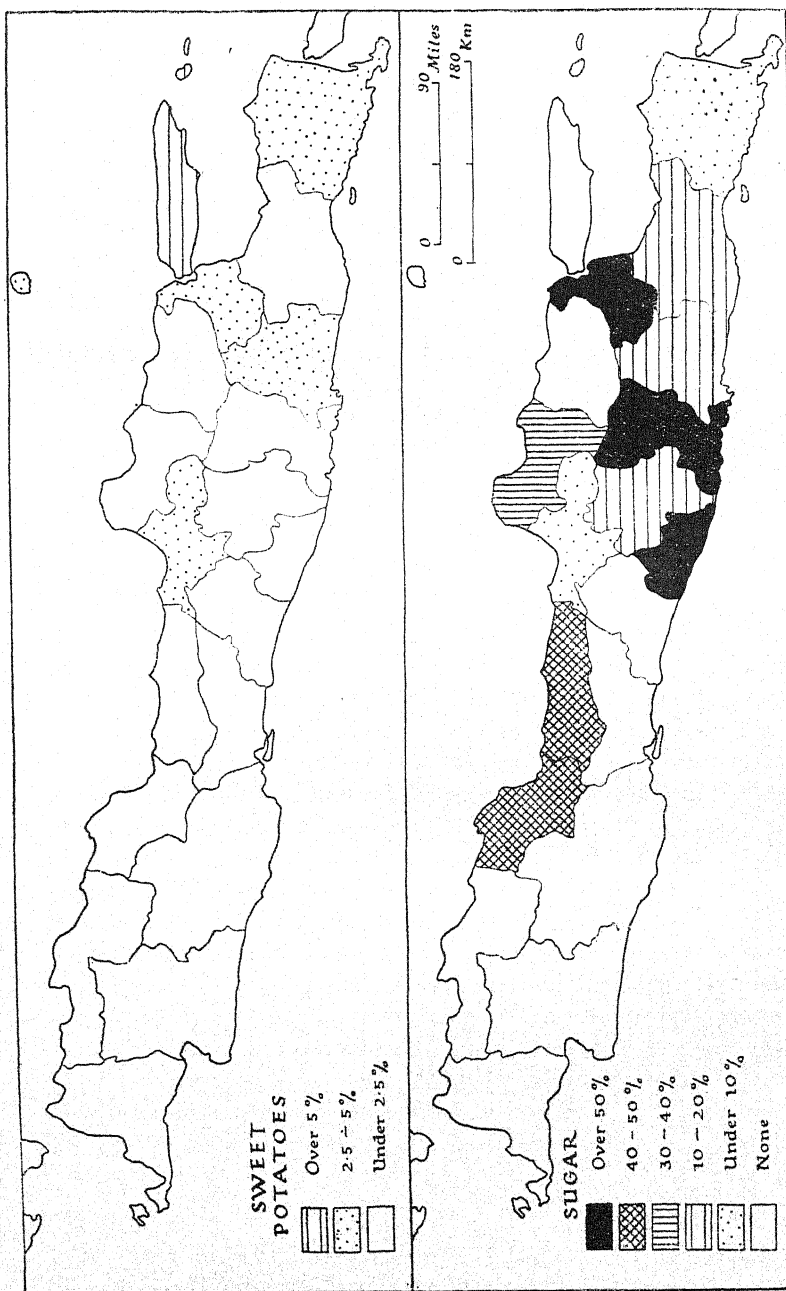 SWEET
POTATOES
Over 5%
2·5 – 5%
Under 2·5%
SUGAR
Over 50%
40 – 50%
30 – 40%
10 – 20%
Under 10%
None
0 90 Miles
0 180 Km